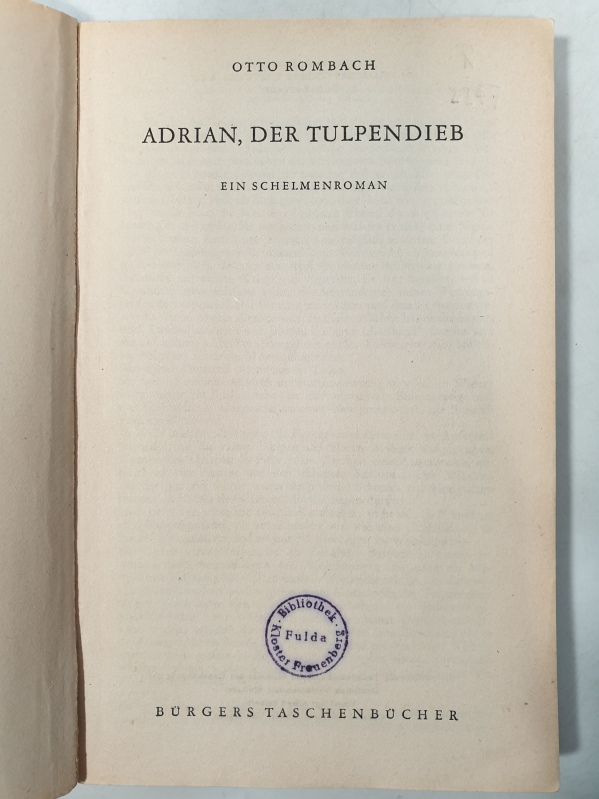 OTTO ROMBACH
ADRIAN, DER TULPENDIEB
EIN SCHELMENROMAN
· Bibliothek ·
Fulda
Kloster Frauenberg
BÜRGERS TASCHENBÜCHER